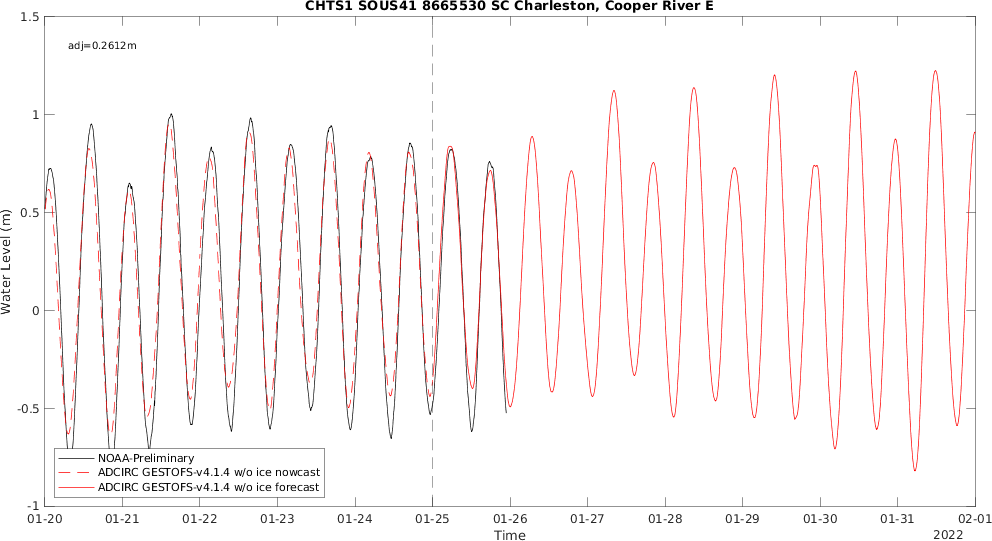 CHTS1 SOUS41 8665530 SC Charleston, Cooper River E
adj=0.2612m
Water Level (m)
1.5
1
0.5
0
-0.5
-1
NOAA-Preliminary
ADCIRC GESTOFS-v4.1.4 w/o ice nowcast
ADCIRC GESTOFS-v4.1.4 w/o ice forecast
01-20 01-21 01-22 01-23 01-24 01-25 01-26 01-27 01-28 01-29 01-30 01-31 02-01
Time
2022